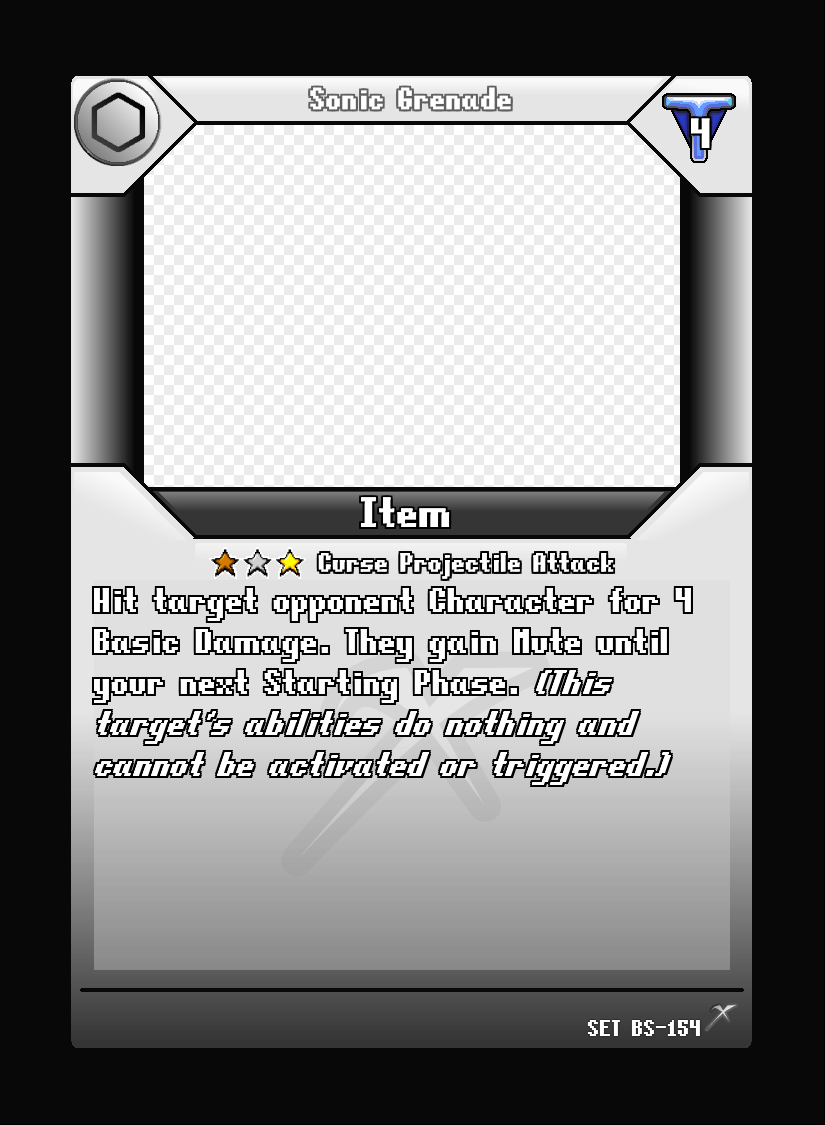 Sonic Grenade
4
Item
Curse Projectile Attack
Hit target opponent Character for 4
Basic Damage. They gain Mute until
your next Starting Phase. (This
target's abilities do nothing and
cannot be activated or triggered.)
SET BS-154